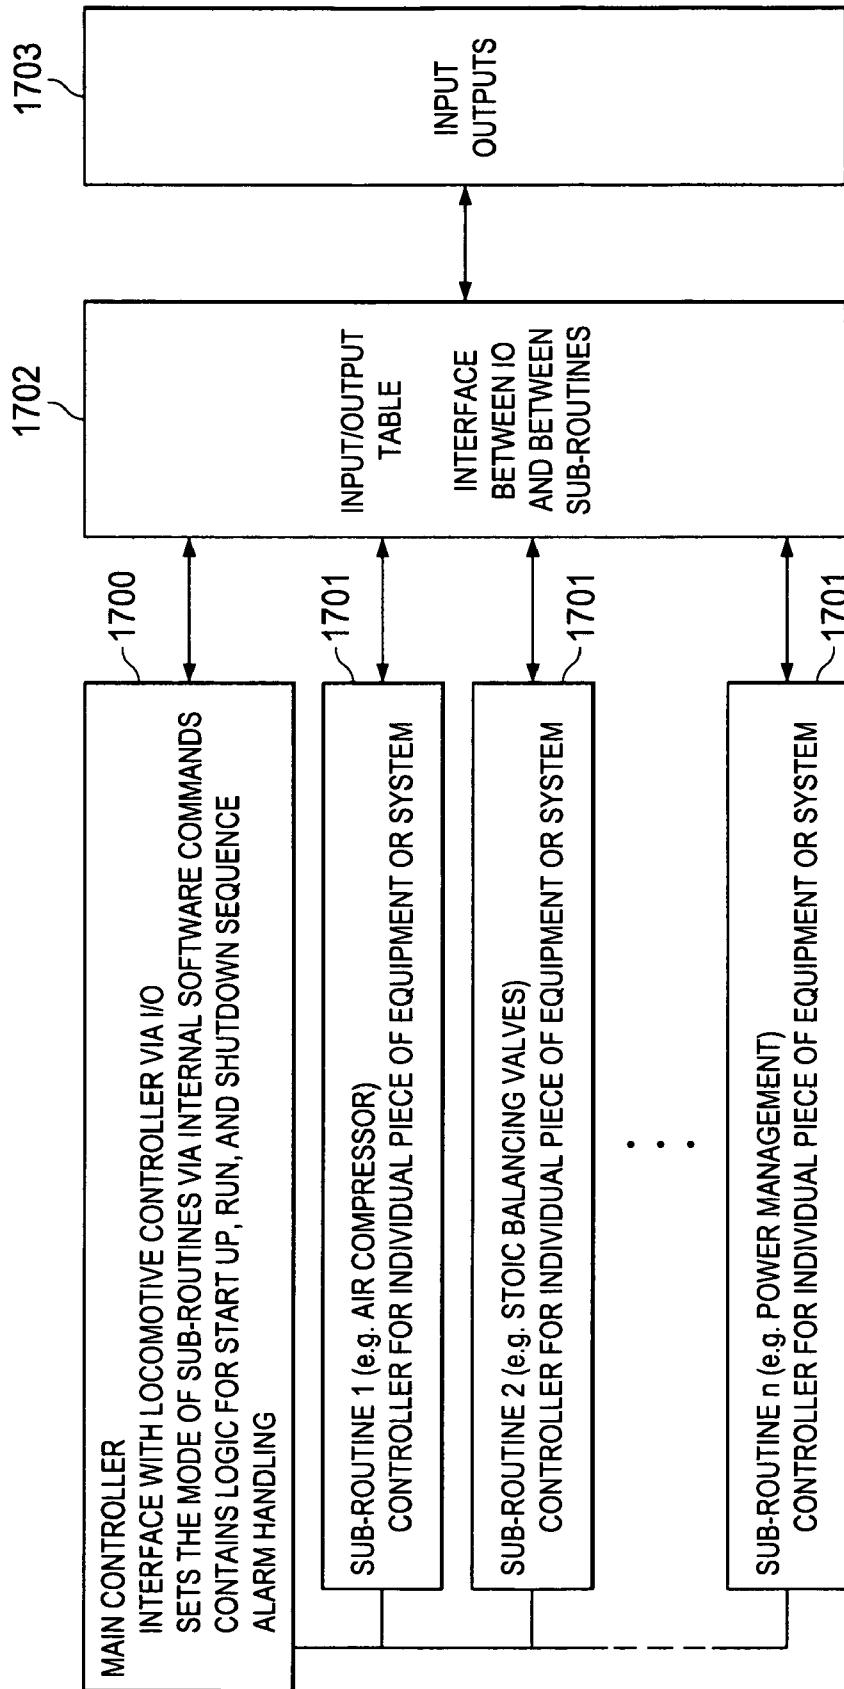 1700
MAIN CONTROLLER
INTERFACE WITH LOCOMOTIVE CONTROLLER VIA I/O
SETS THE MODE OF SUB-ROUTINES VIA INTERNAL SOFTWARE COMMANDS
CONTAINS LOGIC FOR START UP, RUN, AND SHUTDOWN SEQUENCE
ALARM HANDLING
1701
SUB-ROUTINE 1 (e.g. AIR COMPRESSOR)
CONTROLLER FOR INDIVIDUAL PIECE OF EQUIPMENT OR SYSTEM
1701
SUB-ROUTINE 2 (e.g. STOIC BALANCING VALVES)
CONTROLLER FOR INDIVIDUAL PIECE OF EQUIPMENT OR SYSTEM
. . .
1701
SUB-ROUTINE n (e.g. POWER MANAGEMENT)
CONTROLLER FOR INDIVIDUAL PIECE OF EQUIPMENT OR SYSTEM
1702
INPUT/OUTPUT
TABLE
INTERFACE
BETWEEN IO
AND BETWEEN
SUB-ROUTINES
1703
INPUT
OUTPUTS